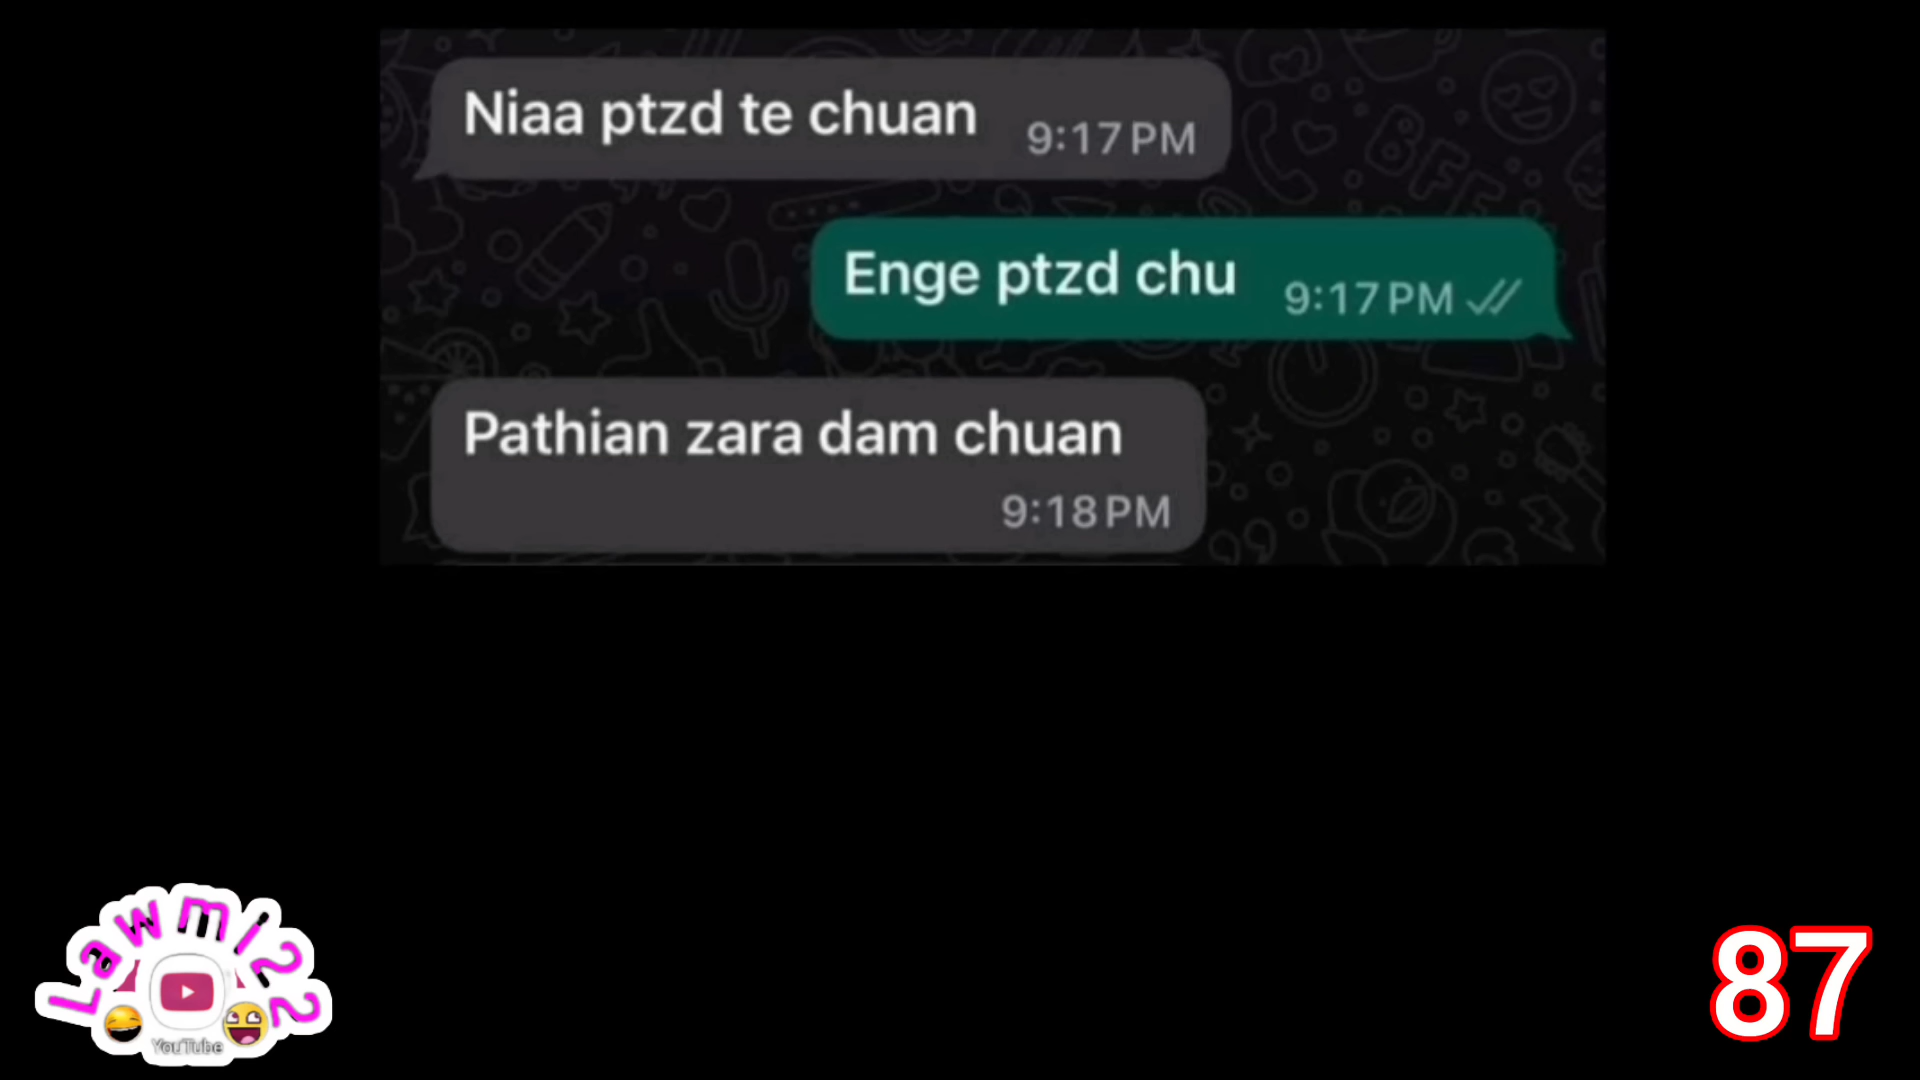 Niaa ptzd te chuan
9:17 PM
Enge ptzd chu
9:17 PM
Pathian zara dam chuan
9:18 PM
Lawmi22
YouTube
87